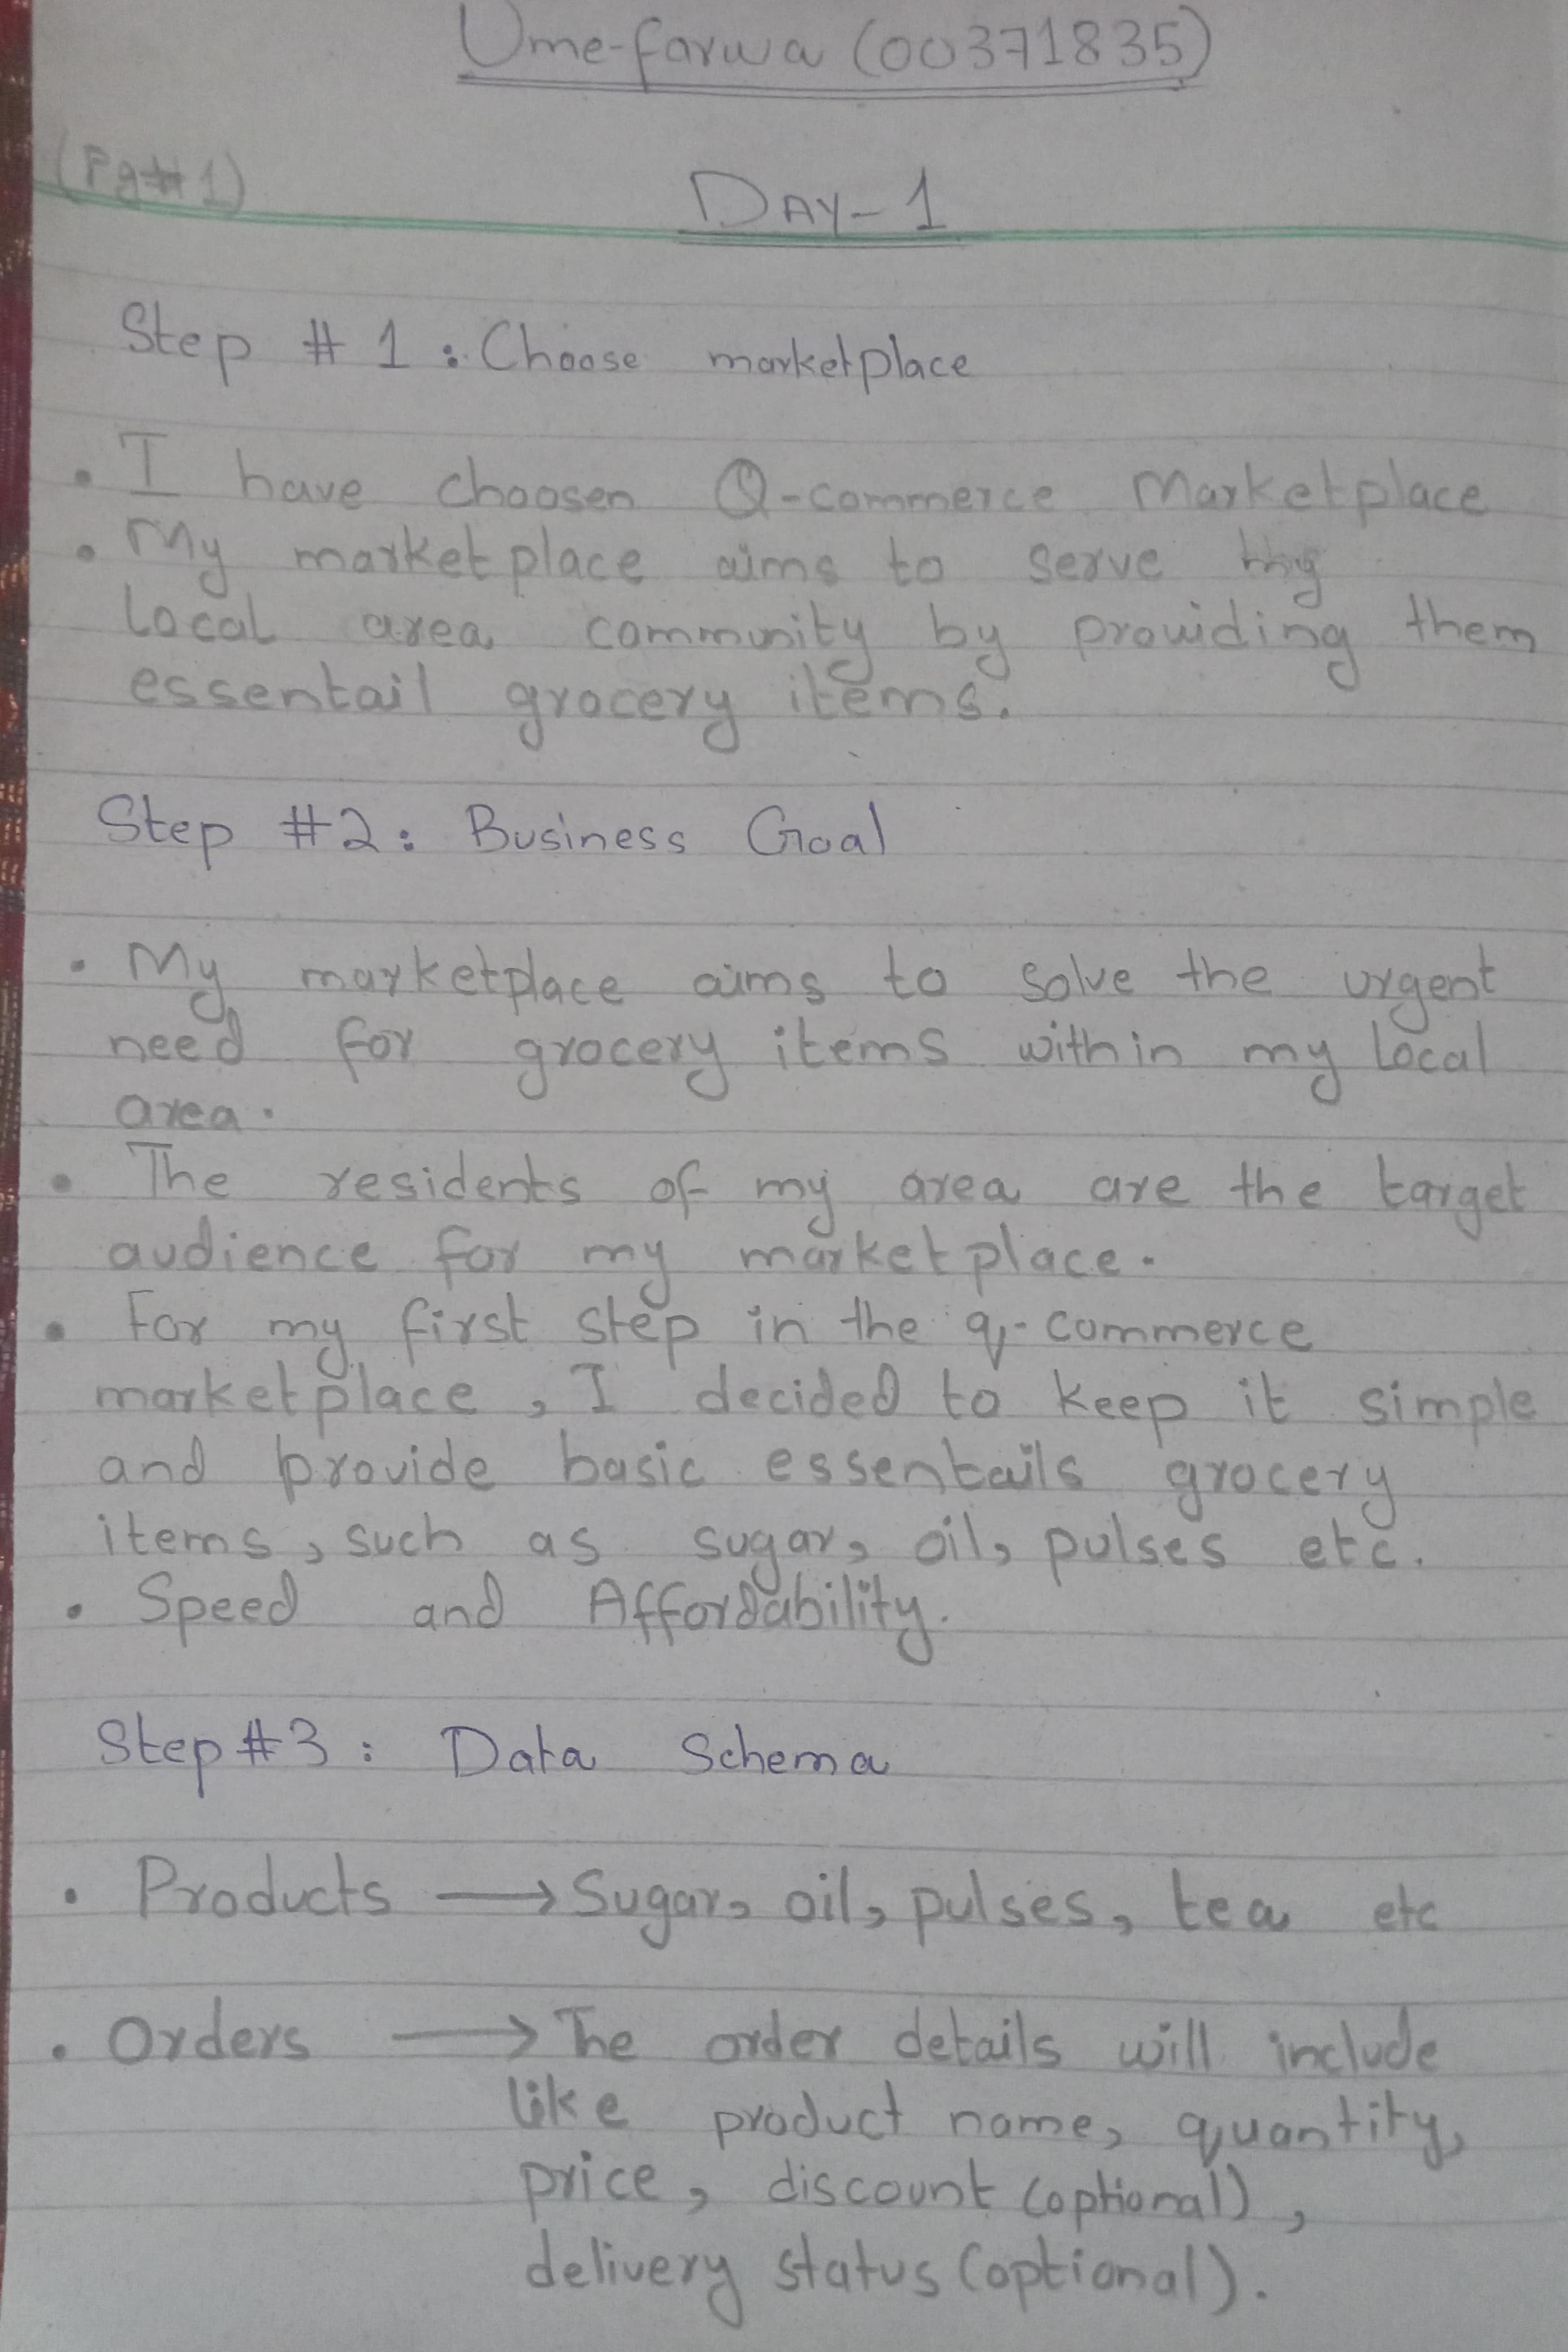 Ume-farwa (00371835)
(Pg#1)
DAY-1
Step # 1 : Choose marketplace
• I have choosen Q-commerce Marketplace
• My marketplace aims to serve my
local area community by providing them
essentail grocery items.
Step #2: Business Goal
• My marketplace aims to solve the urgent
need for grocery items within my local
area.
• The residents of my area are the target
audience for my marketplace.
• For my first step in the q-commerce
marketplace, I decided to keep it simple
and provide basic essentails grocery
items, such as sugar, oil, pulses etc.
• Speed and Affordability.
Step #3 : Data Schema
• Products → Sugar, oil, pulses, tea etc
• Orders → The order details will include
like product name, quantity,
price, discount (optional),
delivery status (optional).